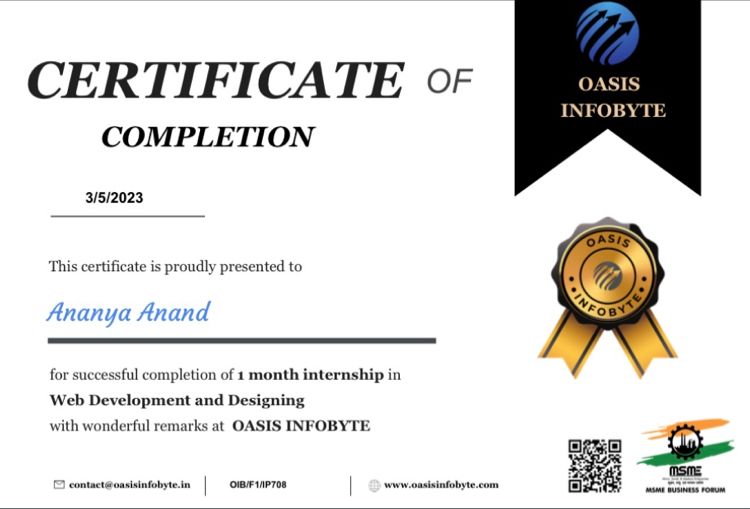 CERTIFICATE OF
COMPLETION
OASIS
INFOBYTE
3/5/2023
This certificate is proudly presented to
Ananya Anand
OASIS
INFOBYTE
for successful completion of 1 month internship in
Web Development and Designing
with wonderful remarks at OASIS INFOBYTE
MSME
MSME BUSINESS FORUM
contact@oasisinfobyte.in
OIB/F1/IP708
www.oasisinfobyte.com